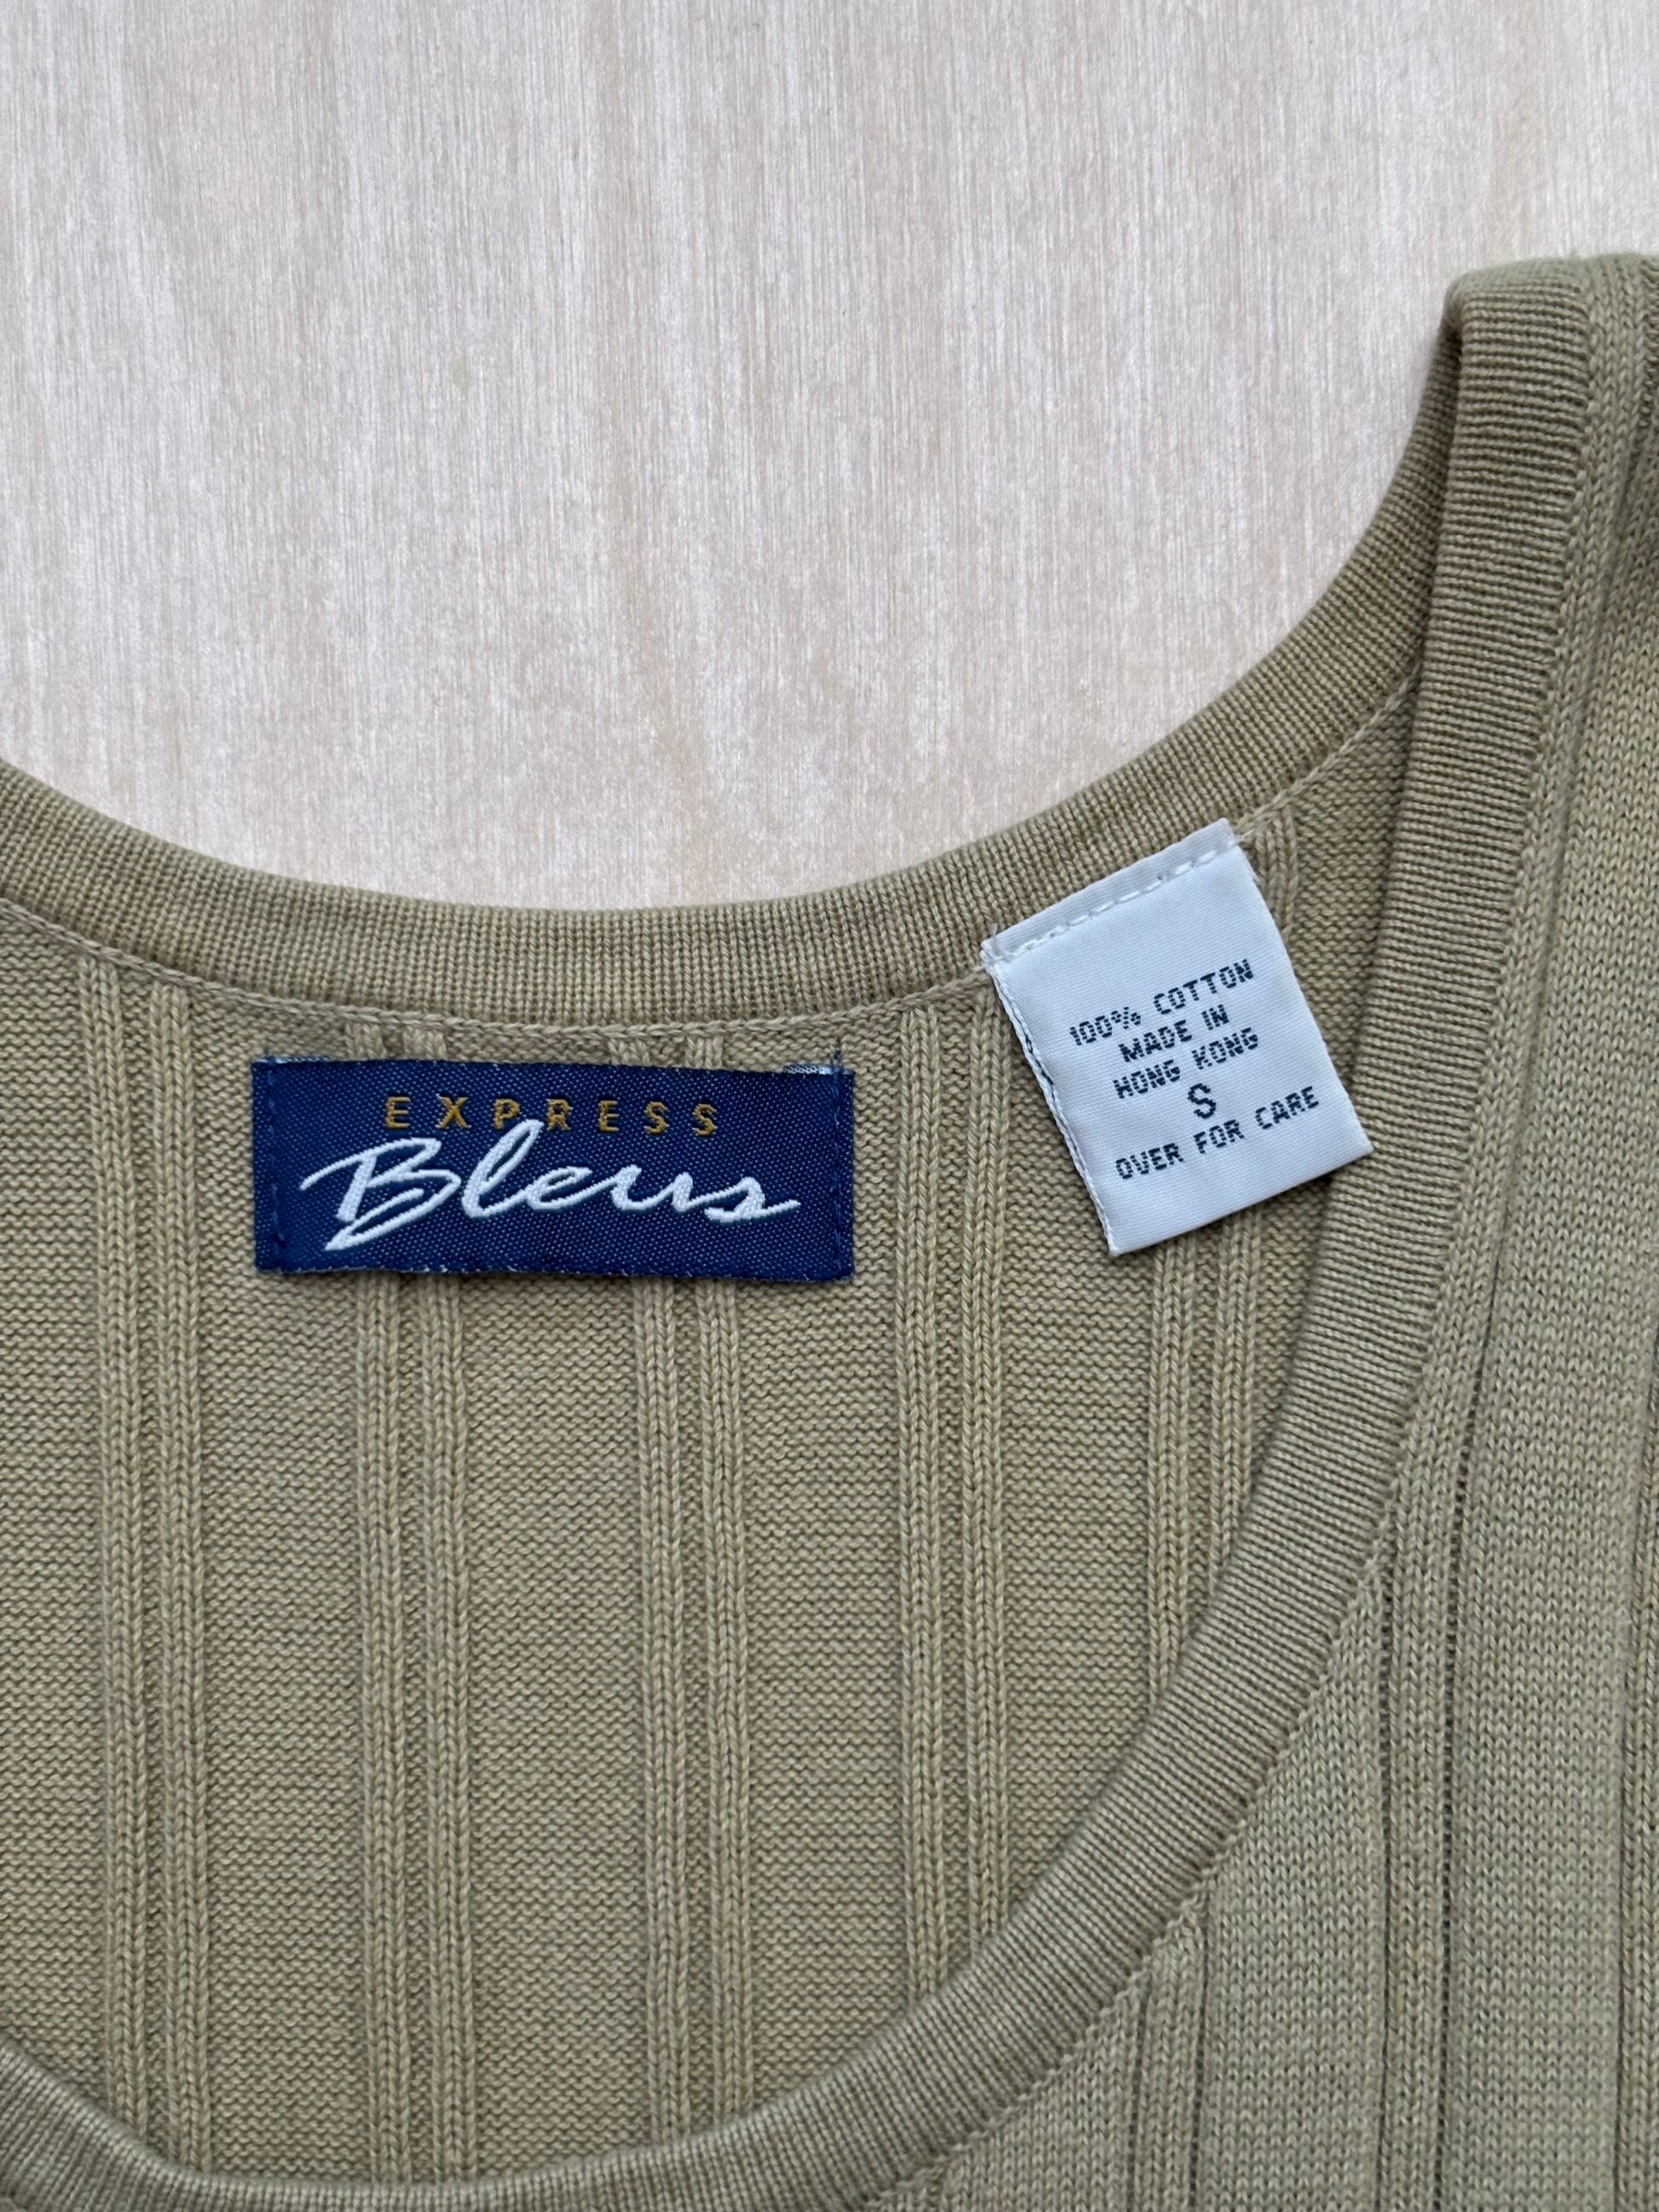 EXPRESS
Bleus
100% COTTON
MADE IN
HONG KONG
S
OVER FOR CARE